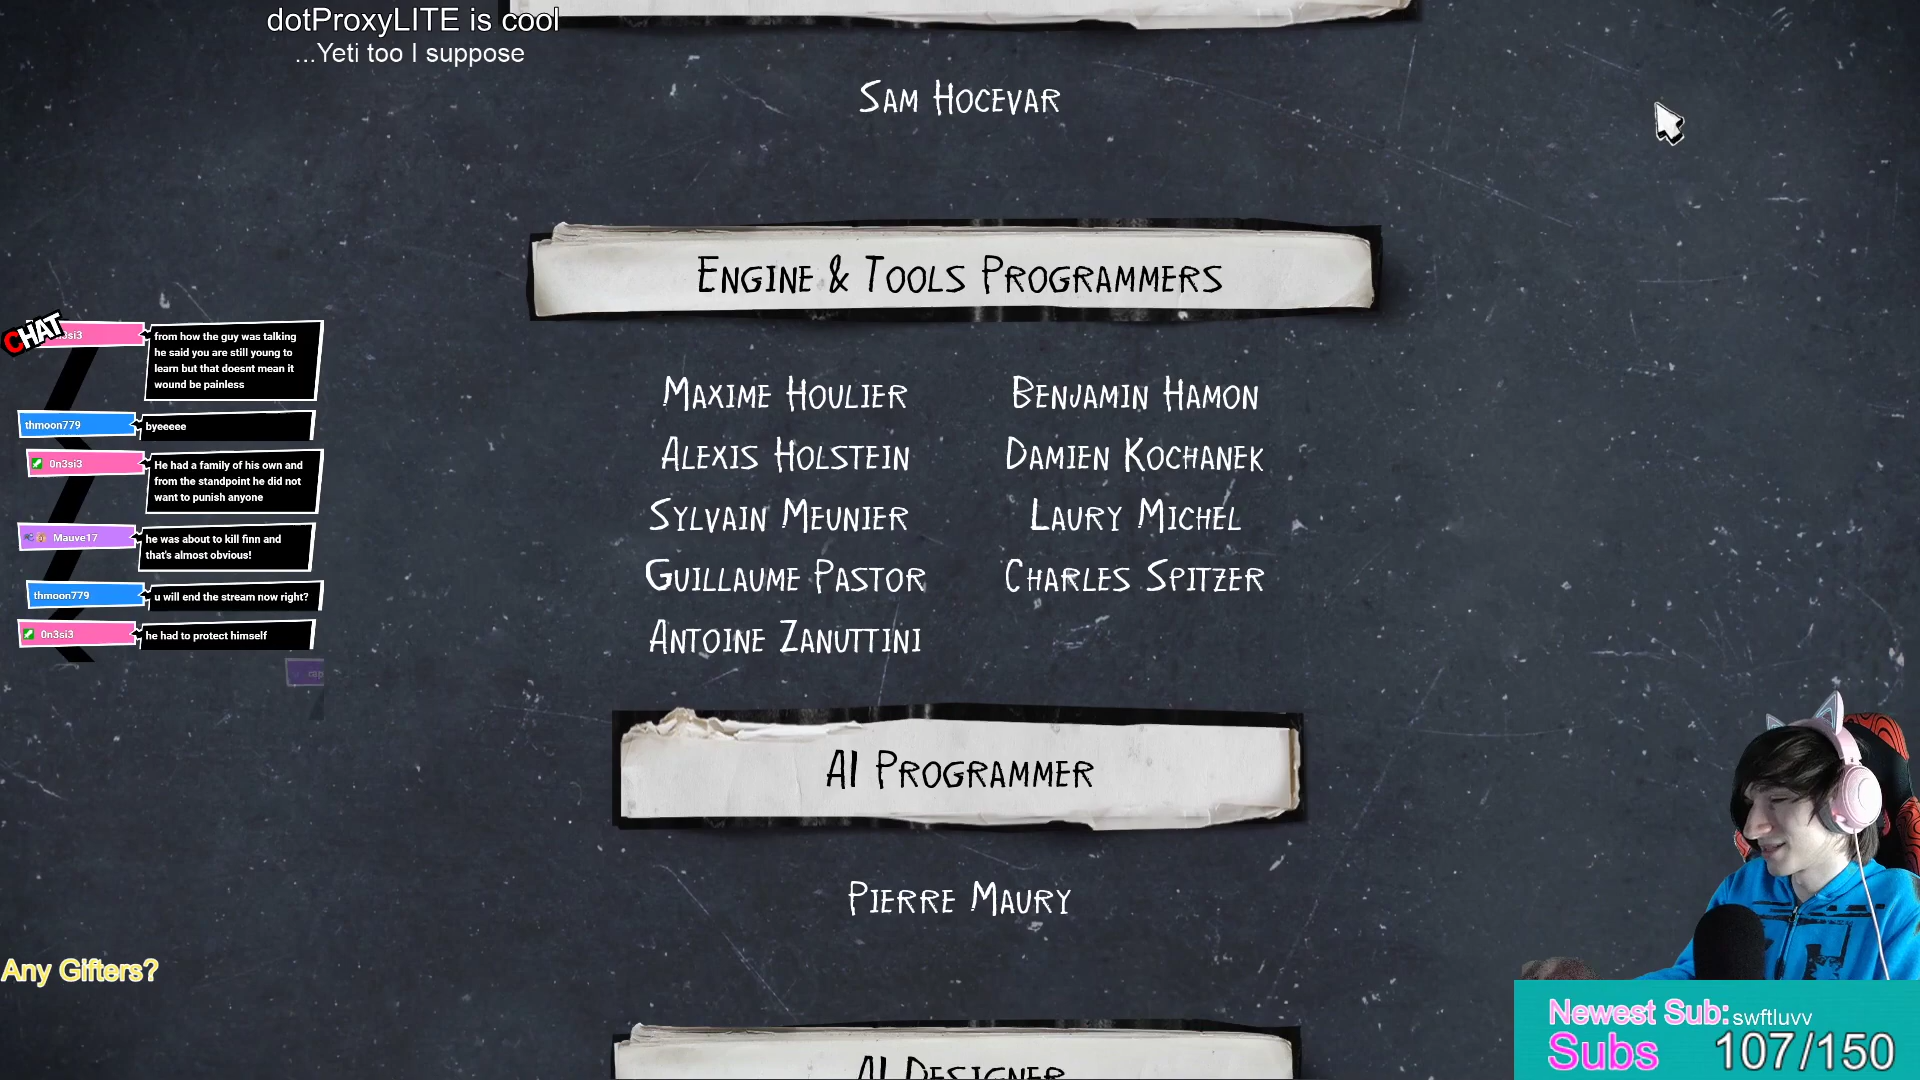 dotProxyLITE is cool
...Yeti too I suppose
SAM HOCEVAR
ENGINE & TOOLS PROGRAMMERS
MAXIME HOULIER
BENJAMIN HAMON
ALEXIS HOLSTEIN
DAMIEN KOCHANEK
SYLVAIN MEUNIER
LAURY MICHEL
GUILLAUME PASTOR
CHARLES SPITZER
ANTOINE ZANUTTINI
AI PROGRAMMER
PIERRE MAURY
AI DESIGNER
CHAT
from how the guy was talking
he said you are still young to
learn but that doesnt mean it
wound be painless
thmoon779
byeeeee
0n3si3
He had a family of his own and
from the standpoint he did not
want to punish anyone
Mauve17
he was about to kill finn and
that's almost obvious!
thmoon779
u will end the stream now right?
0n3si3
he had to protect himself
Any Gifters?
Newest Sub: swftluvv
Subs 107/150